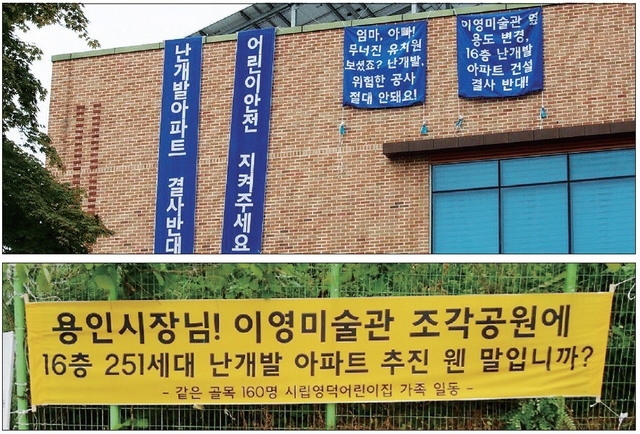 난개발아파트 결사반대
어린이안전 지켜주세요
엄마, 아빠!
무너진 유치원
보셨죠? 난개발,
위험한 공사
절대 안돼요!
이영미술관 옆
용도 변경,
16층 난개발
아파트 건설
결사 반대!
용인시장님! 이영미술관 조각공원에
16층 251세대 난개발 아파트 추진 웬 말입니까?
- 같은 골목 160명 시립영덕어린이집 가족 일동 -